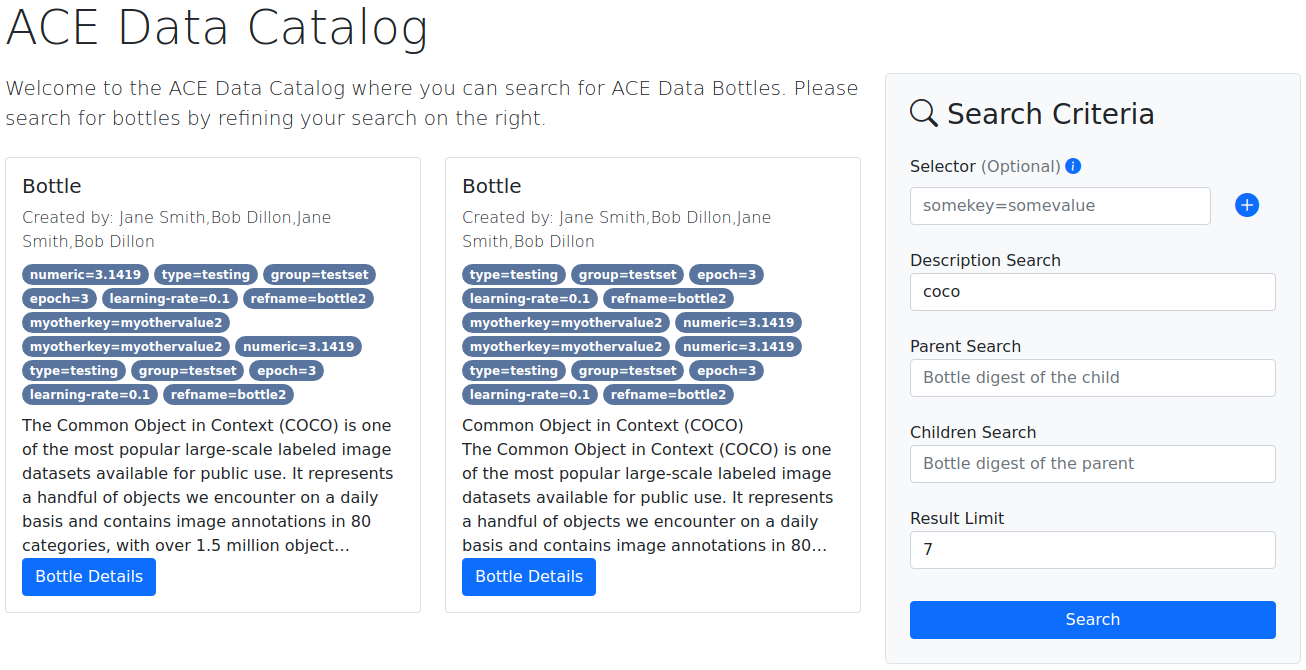 ACE Data Catalog
Welcome to the ACE Data Catalog where you can search for ACE Data Bottles. Please
search for bottles by refining your search on the right.
Bottle
Created by: Jane Smith,Bob Dillon,Jane
Smith,Bob Dillon
numeric=3.1419 type=testing group=testset
epoch=3 learning-rate=0.1 refname=bottle2
myotherkey=myothervalue2
myotherkey=myothervalue2 numeric=3.1419
type=testing group=testset epoch=3
learning-rate=0.1 refname=bottle2
The Common Object in Context (COCO) is one
of the most popular large-scale labeled image
datasets available for public use. It represents
a handful of objects we encounter on a daily
basis and contains image annotations in 80
categories, with over 1.5 million object...
Bottle Details
Bottle
Created by: Jane Smith,Bob Dillon,Jane
Smith,Bob Dillon
type=testing group=testset epoch=3
learning-rate=0.1 refname=bottle2
myotherkey=myothervalue2 numeric=3.1419
myotherkey=myothervalue2 numeric=3.1419
type=testing group=testset epoch=3
learning-rate=0.1 refname=bottle2
Common Object in Context (COCO)
The Common Object in Context (COCO) is one
of the most popular large-scale labeled image
datasets available for public use. It represents
a handful of objects we encounter on a daily
basis and contains image annotations in 80...
Bottle Details
Search Criteria
Selector (Optional)
somekey=somevalue
Description Search
coco
Parent Search
Bottle digest of the child
Children Search
Bottle digest of the parent
Result Limit
7
Search